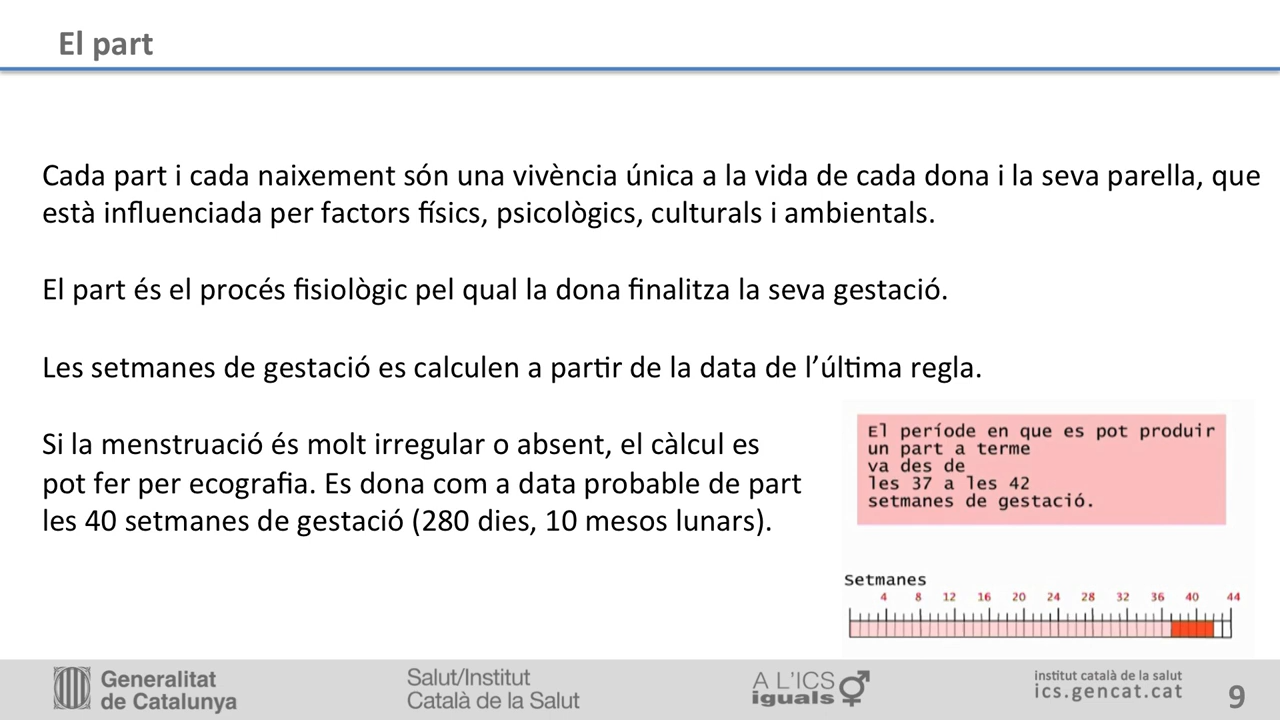 El part
Cada part i cada naixement són una vivència única a la vida de cada dona i la seva parella, que
està influenciada per factors físics, psicològics, culturals i ambientals.
El part és el procés fisiològic pel qual la dona finalitza la seva gestació.
Les setmanes de gestació es calculen a partir de la data de l’última regla.
Si la menstruació és molt irregular o absent, el càlcul es
pot fer per ecografia. Es dona com a data probable de part
les 40 setmanes de gestació (280 dies, 10 mesos lunars).
El període en que es pot produir
un part a terme
va des de
les 37 a les 42
setmanes de gestació.
Setmanes
4 8 12 16 20 24 28 32 36 40 44
Generalitat
de Catalunya
Salut/Institut
Català de la Salut
A L'ICS
iguals
institut català de la salut
ics.gencat.cat
9